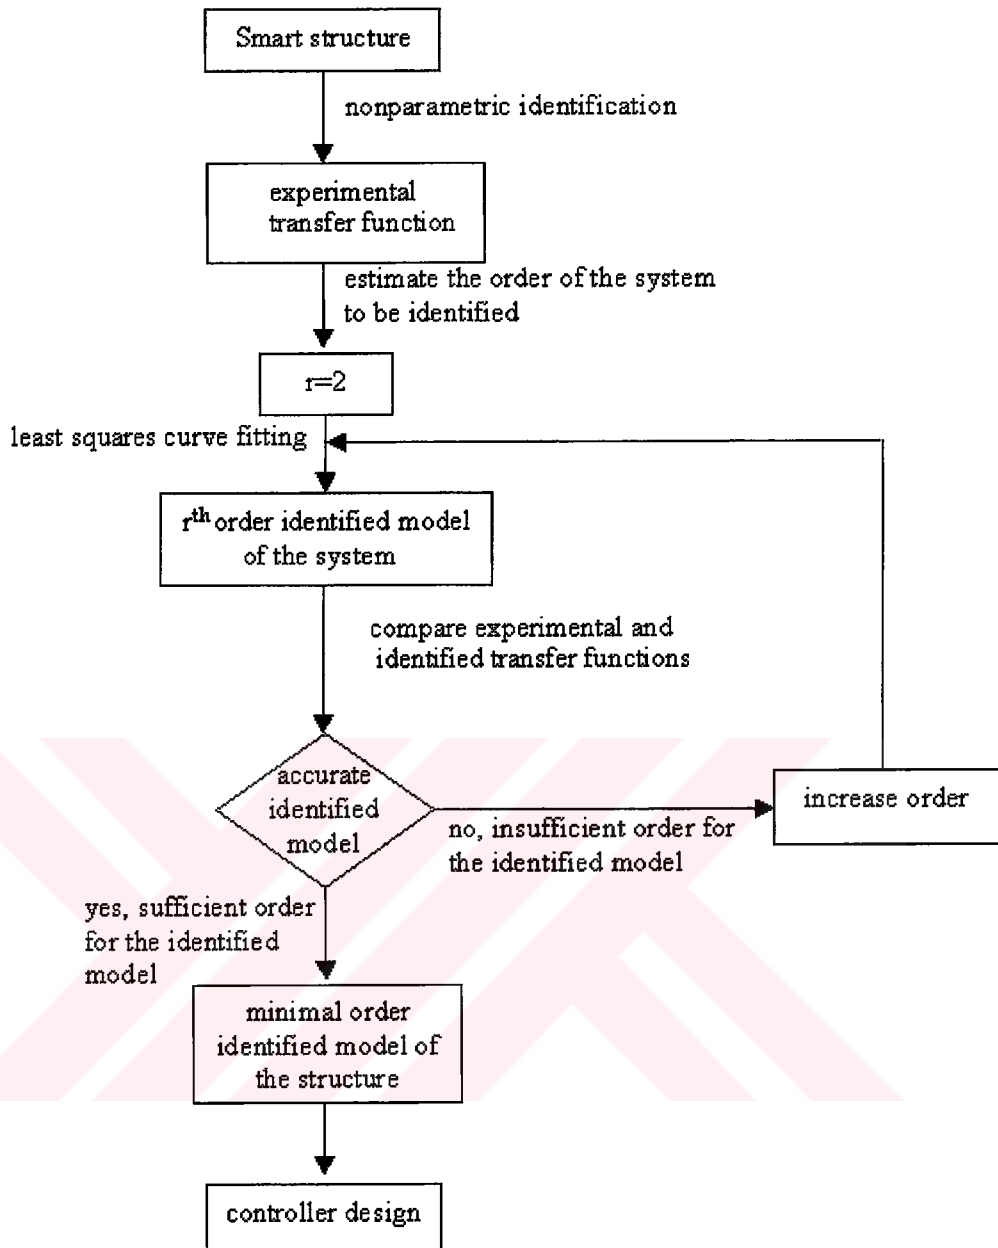 Smart structure
nonparametric identification
experimental
transfer function
estimate the order of the system
to be identified
r=2
least squares curve fitting
rth order identified model
of the system
compare experimental and
identified transfer functions
accurate
identified
model
no, insufficient order for
the identified model
increase order
yes, sufficient order
for the identified
model
minimal order
identified model of
the structure
controller design